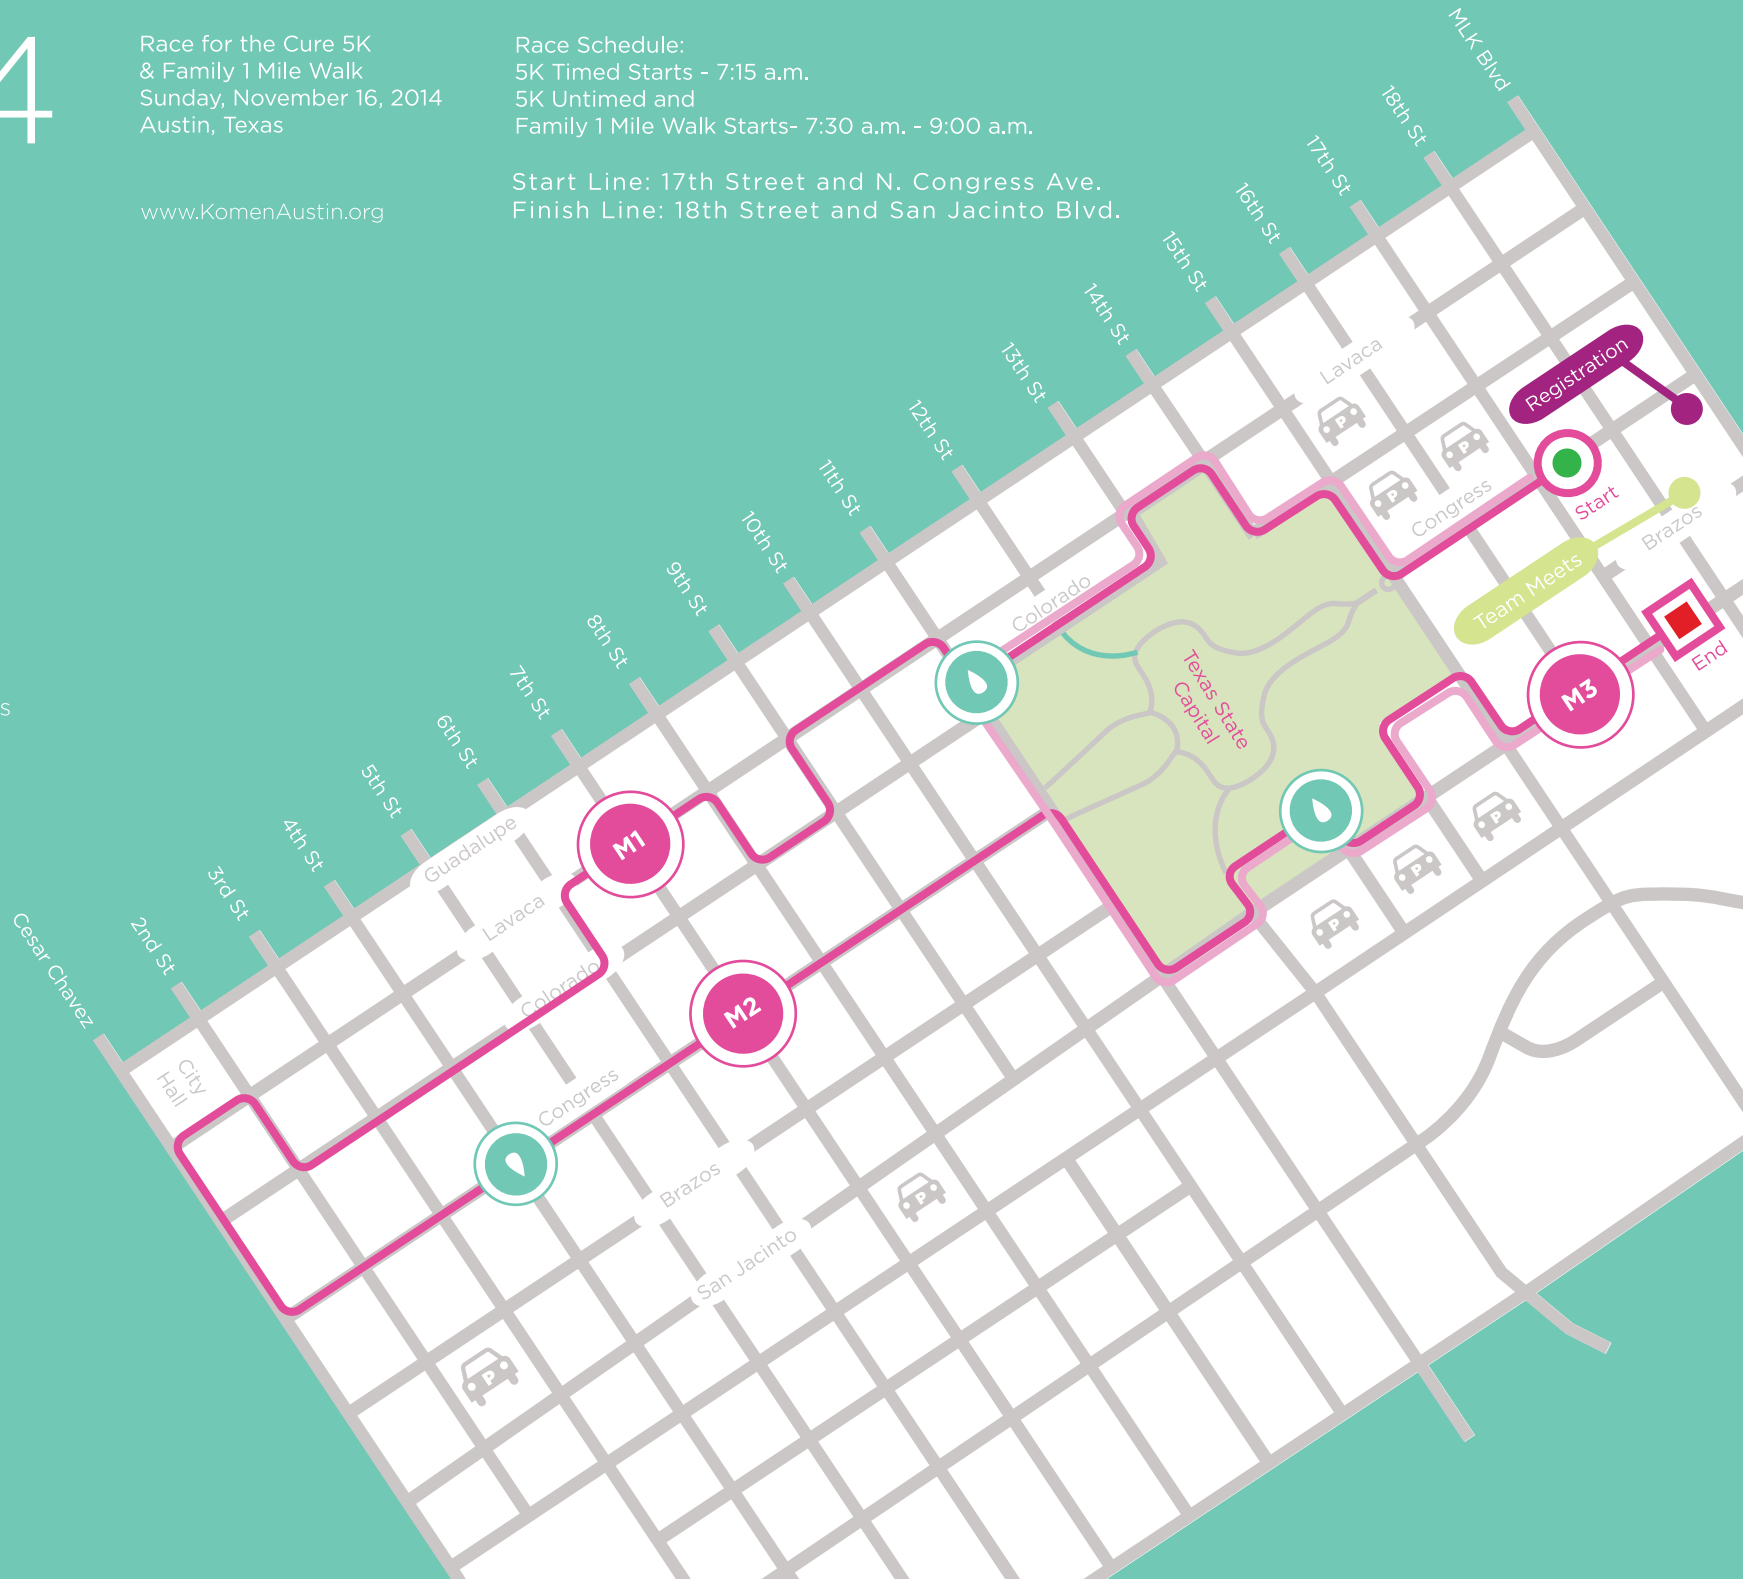 4
Race for the Cure 5K
& Family 1 Mile Walk
Sunday, November 16, 2014
Austin, Texas
www.KomenAustin.org
Race Schedule:
5K Timed Starts - 7:15 a.m.
5K Untimed and
Family 1 Mile Walk Starts- 7:30 a.m. - 9:00 a.m.
Start Line: 17th Street and N. Congress Ave.
Finish Line: 18th Street and San Jacinto Blvd.
MLK Blvd
18th St
17th St
16th St
15th St
14th St
13th St
12th St
11th St
10th St
9th St
8th St
7th St
6th St
5th St
4th St
3rd St
2nd St
Cesar Chavez
Lavaca
Registration
Congress
Start
Brazos
Team Meets
End
M3
Colorado
Texas State
Capital
P
P
P
P
P
P
s
Guadalupe
M1
Lavaca
Colorado
M2
City
Hall
Congress
Brazos
San Jacinto
P
P